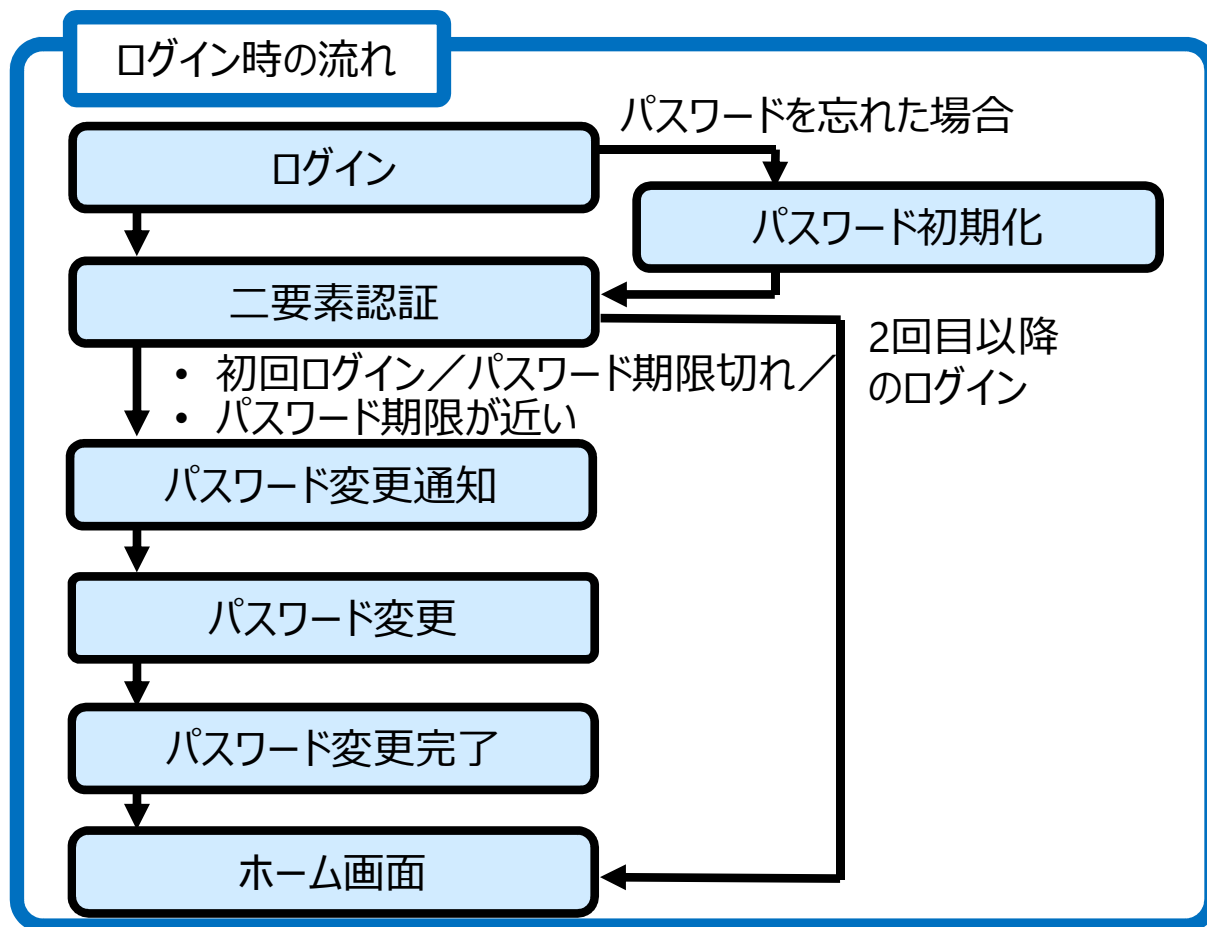 ログイン時の流れ
パスワードを忘れた場合
ログイン
パスワード初期化
二要素認証
2回目以降
のログイン
• 初回ログイン／パスワード期限切れ／
• パスワード期限が近い
パスワード変更通知
パスワード変更
パスワード変更完了
ホーム画面